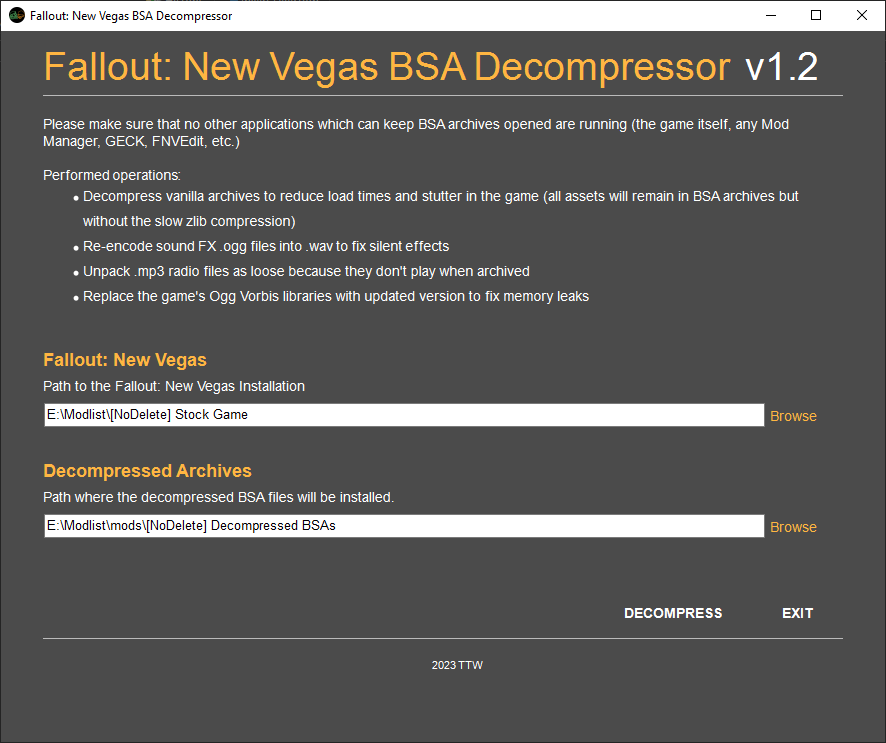 Fallout: New Vegas BSA Decompressor
Fallout: New Vegas BSA Decompressor v1.2
Please make sure that no other applications which can keep BSA archives opened are running (the game itself, any Mod
Manager, GECK, FNVEdit, etc.)
Performed operations:
• Decompress vanilla archives to reduce load times and stutter in the game (all assets will remain in BSA archives but
without the slow zlib compression)
• Re-encode sound FX .ogg files into .wav to fix silent effects
• Unpack .mp3 radio files as loose because they don't play when archived
• Replace the game's Ogg Vorbis libraries with updated version to fix memory leaks
Fallout: New Vegas
Path to the Fallout: New Vegas Installation
E:\Modlist\[NoDelete] Stock Game
Browse
Decompressed Archives
Path where the decompressed BSA files will be installed.
E:\Modlist\mods\[NoDelete] Decompressed BSAs
Browse
DECOMPRESS EXIT
2023 TTW